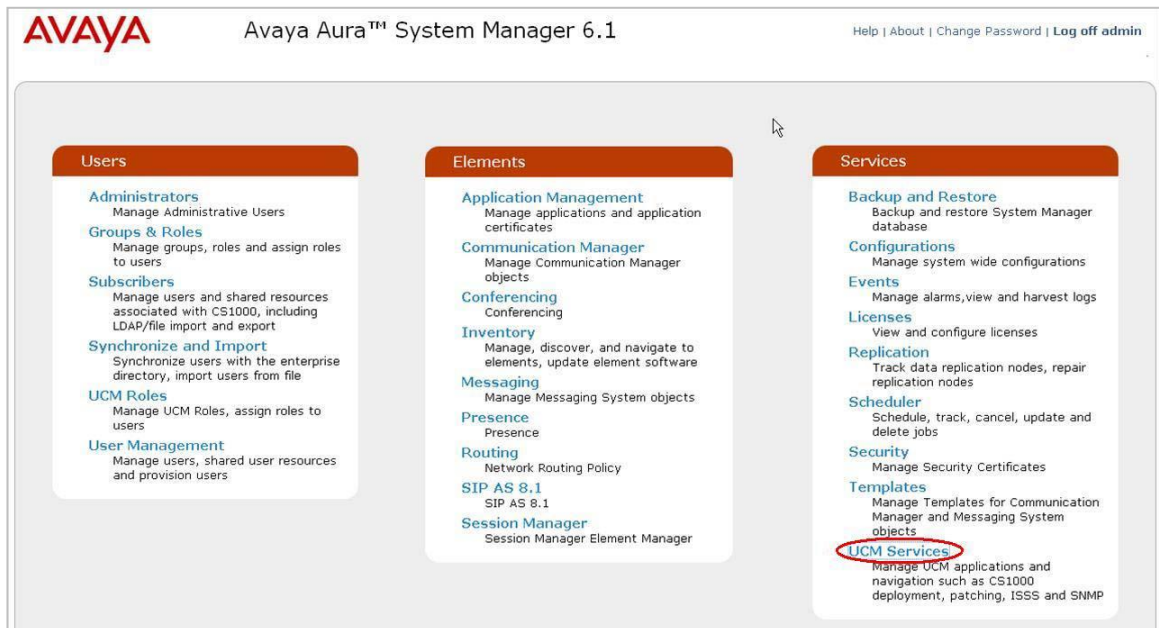 AVAYA
Avaya Aura™ System Manager 6.1
Help | About | Change Password | Log off admin
Users
Administrators
Manage Administrative Users
Groups & Roles
Manage groups, roles and assign roles
to users
Subscribers
Manage users and shared resources
associated with CS1000, including
LDAP/file import and export
Synchronize and Import
Synchronize users with the enterprise
directory, import users from file
UCM Roles
Manage UCM Roles, assign roles to
users
User Management
Manage users, shared user resources
and provision users
Elements
Application Management
Manage applications and application
certificates
Communication Manager
Manage Communication Manager
objects
Conferencing
Conferencing
Inventory
Manage, discover, and navigate to
elements, update element software
Messaging
Manage Messaging System objects
Presence
Presence
Routing
Network Routing Policy
SIP AS 8.1
SIP AS 8.1
Session Manager
Session Manager Element Manager
Services
Backup and Restore
Backup and restore System Manager
database
Configurations
Manage system wide configurations
Events
Manage alarms,view and harvest logs
Licenses
View and configure licenses
Replication
Track data replication nodes, repair
replication nodes
Scheduler
Schedule, track, cancel, update and
delete jobs
Security
Manage Security Certificates
Templates
Manage Templates for Communication
Manager and Messaging System
objects
UCM Services
Manage UCM applications and
navigation such as CS1000
deployment, patching, ISSS and SNMP